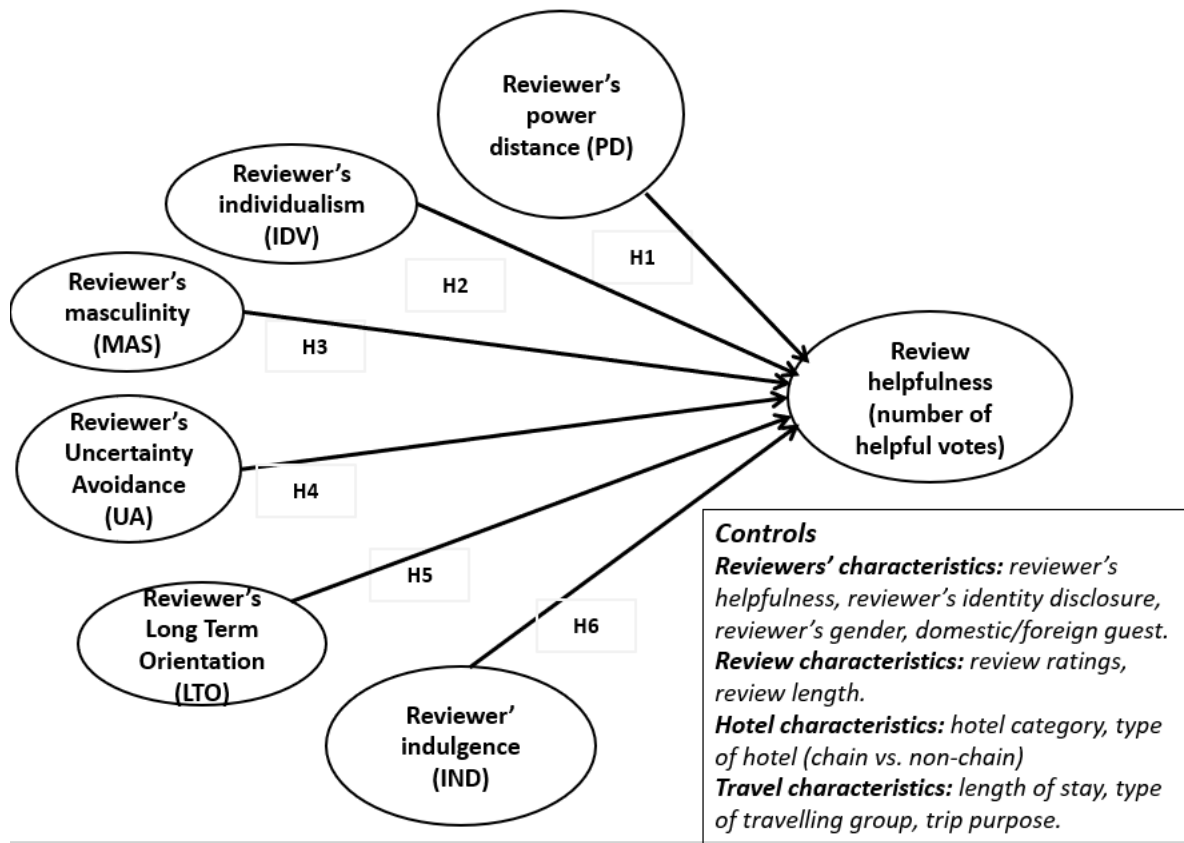 Reviewer's
power
distance (PD)
Reviewer's
individualism
(IDV)
H1
H2
Reviewer's
masculinity
(MAS)
H3
Review
helpfulness
(number of
helpful votes)
Reviewer's
Uncertainty
Avoidance
(UA)
H4
H5
Reviewer's
Long Term
Orientation
(LTO)
H6
Reviewer'
indulgence
(IND)
Controls
Reviewers' characteristics: reviewer's
helpfulness, reviewer's identity disclosure,
reviewer's gender, domestic/foreign guest.
Review characteristics: review ratings,
review length.
Hotel characteristics: hotel category, type
of hotel (chain vs. non-chain)
Travel characteristics: length of stay, type
of travelling group, trip purpose.